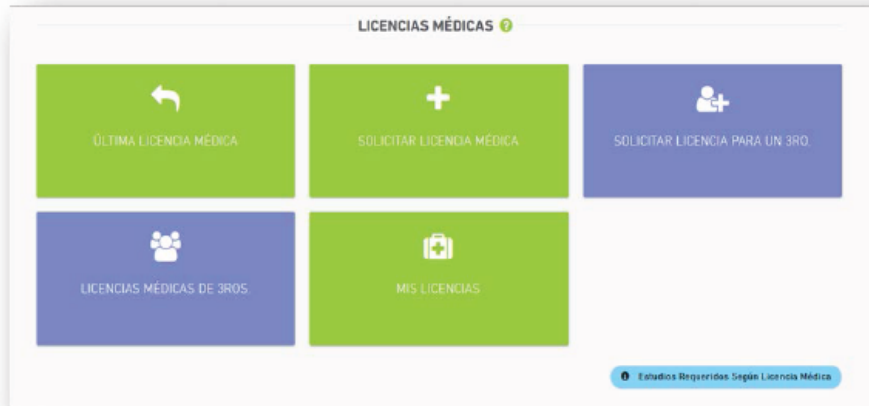 LICENCIAS MÉDICAS ?
ÚLTIMA LICENCIA MÉDICA
SOLICITAR LICENCIA MÉDICA
SOLICITAR LICENCIA PARA UN 3RO.
LICENCIAS MÉDICAS DE 3ROS.
MIS LICENCIAS
Estudios Requeridos Según Licencia Médica